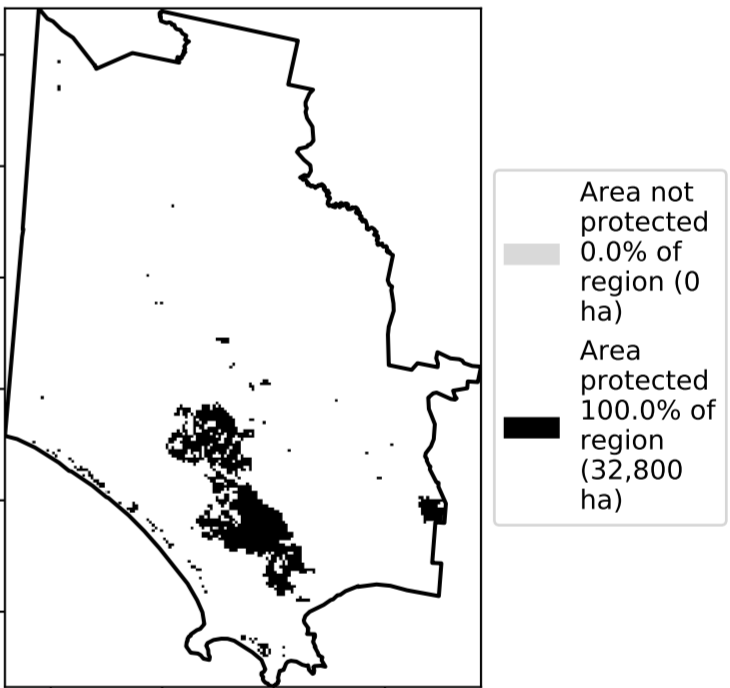 Area not
protected
0.0% of
region (0
ha)
Area
protected
100.0% of
region
(32,800
ha)